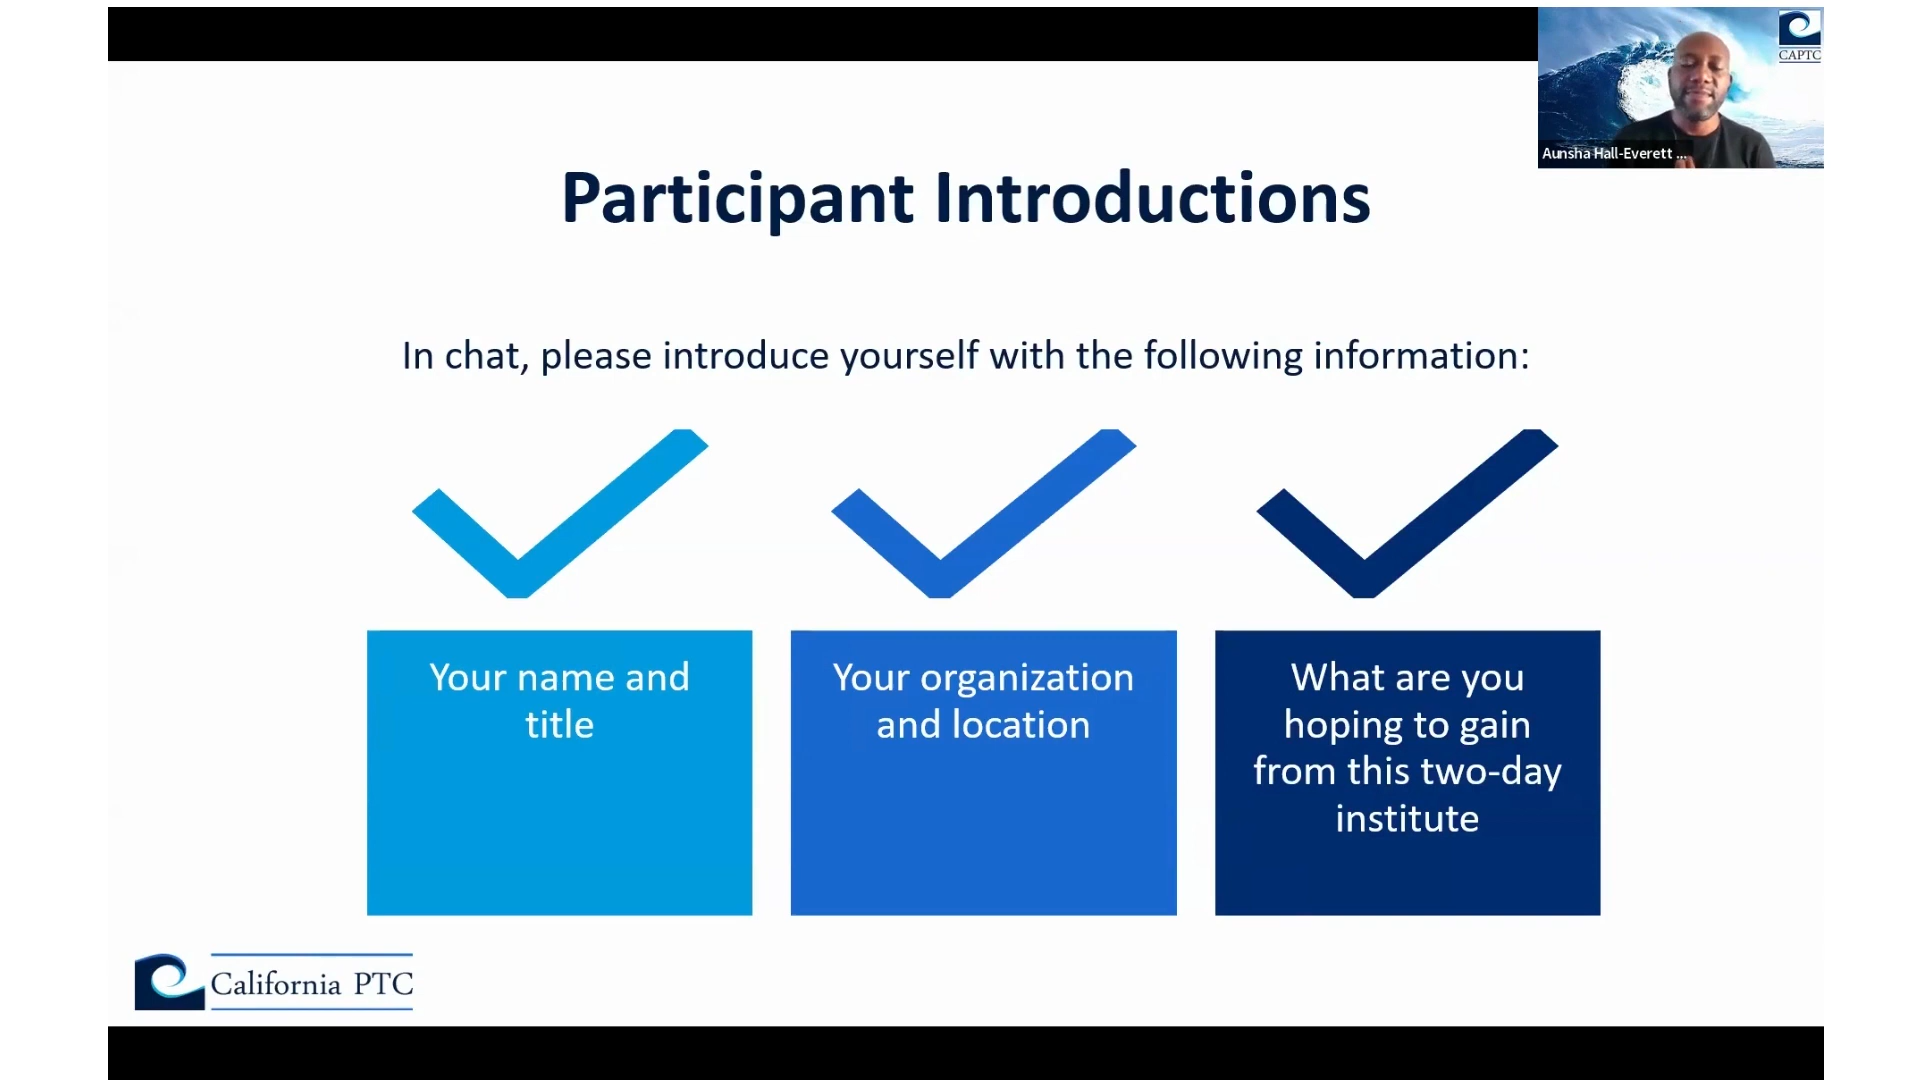 CAPTC
Aunsha Hall-Everett ...
Participant Introductions
In chat, please introduce yourself with the following information:
Your name and
title
Your organization
and location
What are you
hoping to gain
from this two-day
institute
California PTC